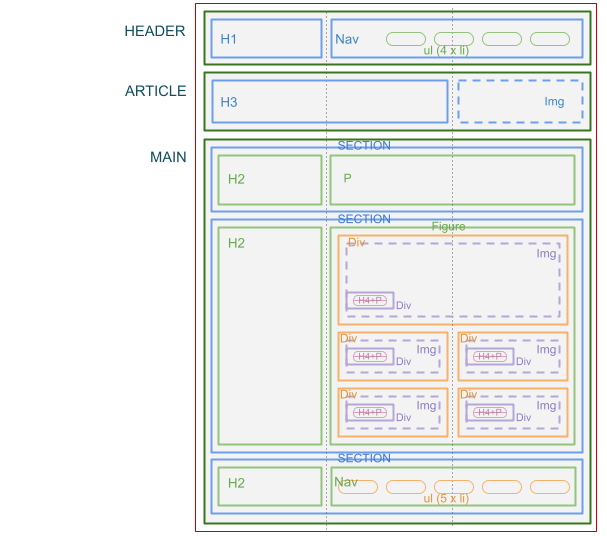 HEADER
H1
Nav
ul (4 x li)
ARTICLE
H3
Img
MAIN
SECTION
H2
P
SECTION
H2
Figure
Div
Img
H4+P
Div
Div
Img
H4+P
Div
Div
Img
H4+P
Div
Div
Img
H4+P
Div
Div
Img
H4+P
Div
SECTION
H2
Nav
ul (5 x li)